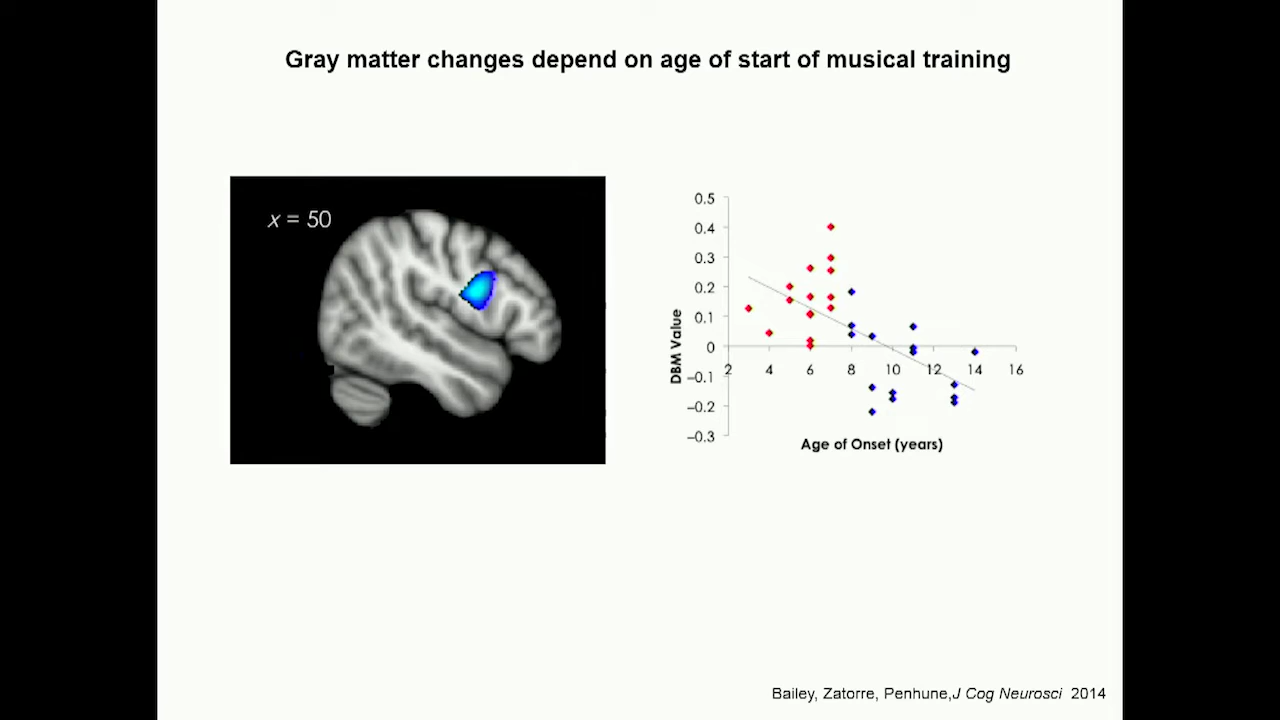 Gray matter changes depend on age of start of musical training
x = 50
0.5
0.4
0.3
0.2
0.1
0
−0.1
−0.2
−0.3
2 4 6 8 10 12 14 16
DBM Value
Age of Onset (years)
Bailey, Zatorre, Penhune,J Cog Neurosci 2014